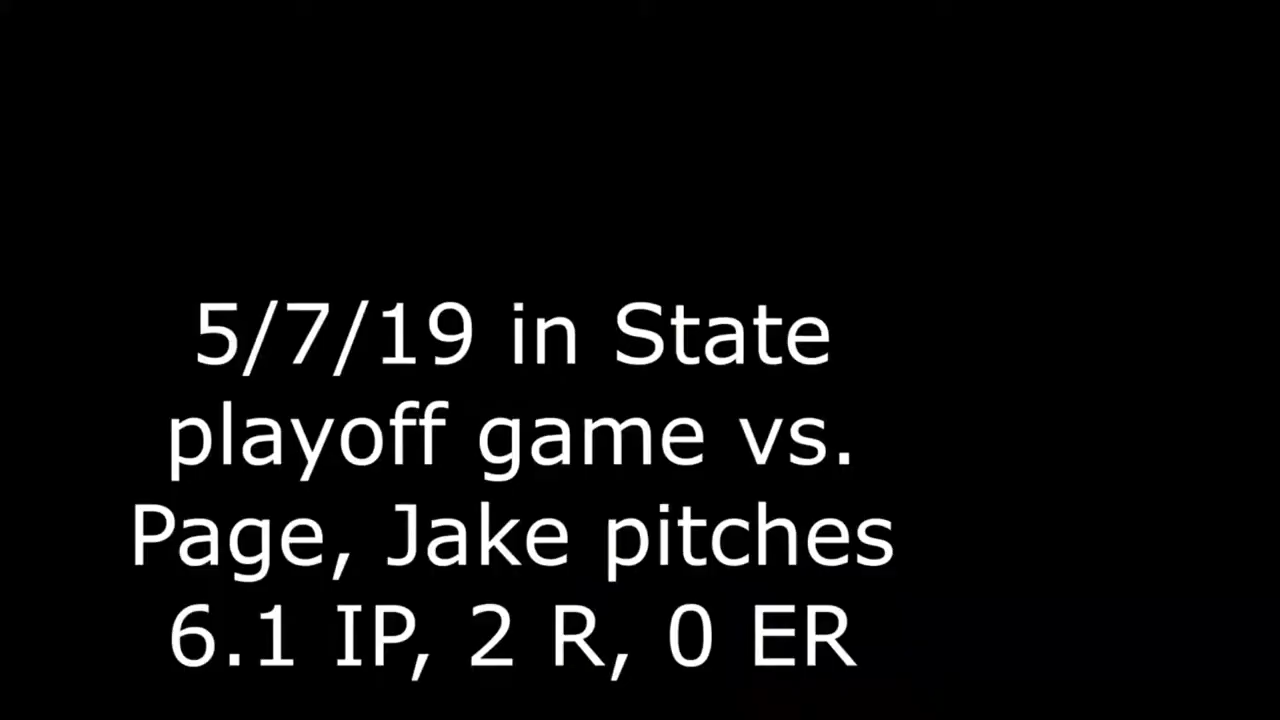 5/7/19 in State
playoff game vs.
Page, Jake pitches
6.1 IP, 2 R, 0 ER